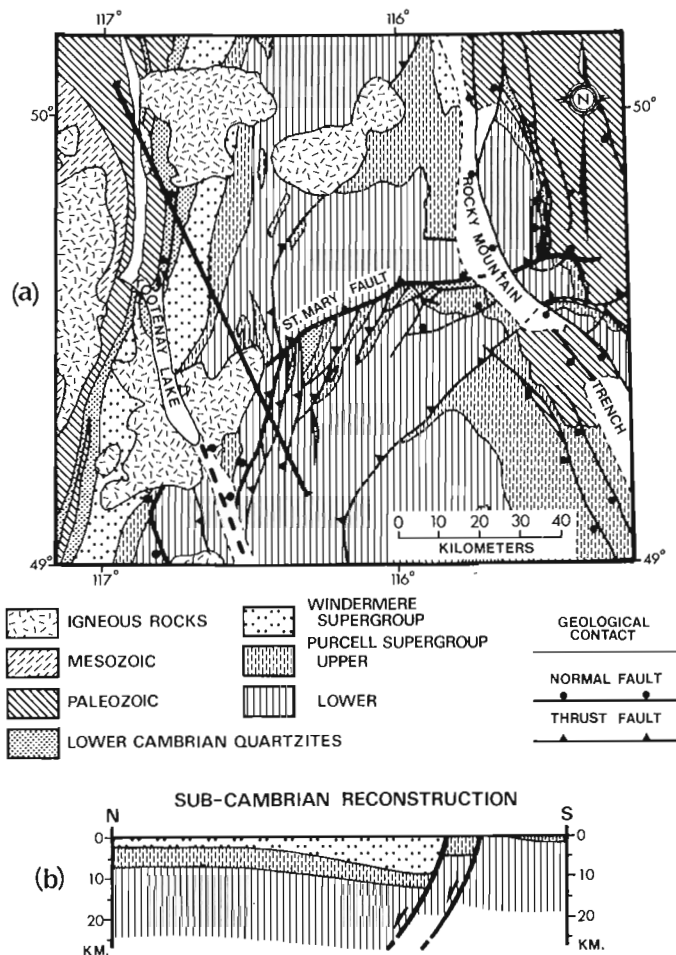 117°
116°
50°
50°
N
(a)
ROCKY MOUNTAIN
TRENCH
ST. MARY FAULT
KOOTENAY LAKE
0 10 20 30 40
KILOMETERS
49°
49°
117°
116°
IGNEOUS ROCKS
MESOZOIC
PALEOZOIC
LOWER CAMBRIAN QUARTZITES
WINDERMERE
SUPERGROUP
PURCELL SUPERGROUP
UPPER
LOWER
GEOLOGICAL
CONTACT
NORMAL FAULT
THRUST FAULT
SUB-CAMBRIAN RECONSTRUCTION
N
S
(b)
0
10
20
KM.
0
10
20
KM.